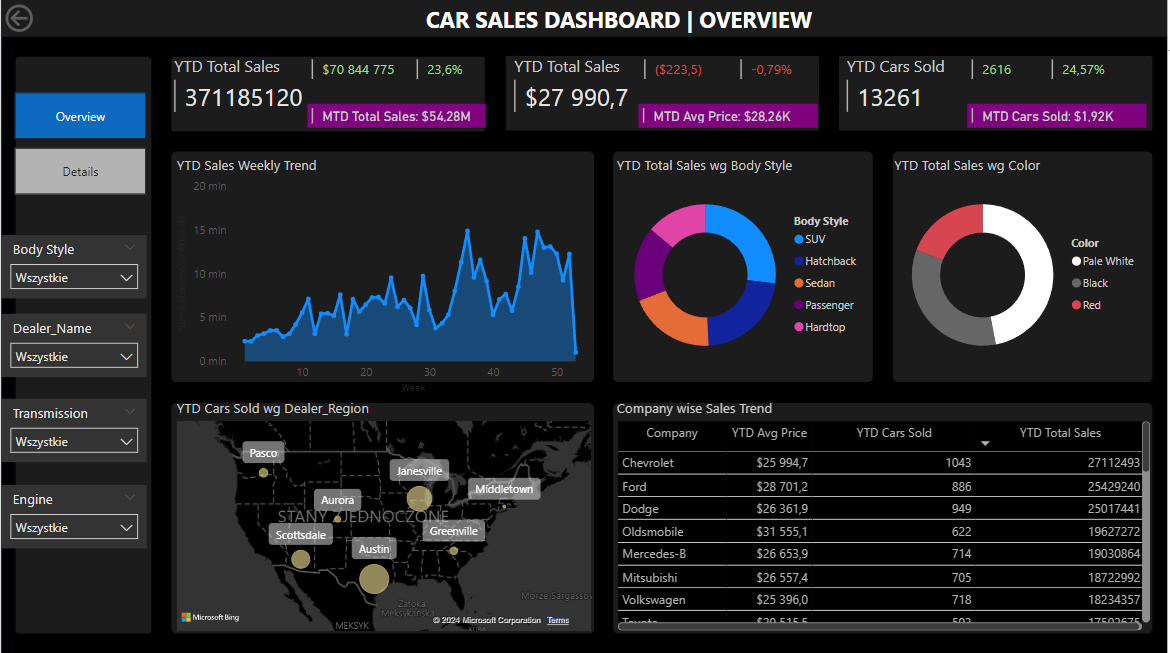 CAR SALES DASHBOARD | OVERVIEW
YTD Total Sales
$70 844 775
23,6%
371185120
MTD Total Sales: $54,28M
YTD Total Sales
($223,5)
-0,79%
$27 990,7
MTD Avg Price: $28,26K
YTD Cars Sold
2616
24,57%
13261
MTD Cars Sold: $1,92K
Overview
Details
Body Style
Wszystkie
Dealer_Name
Wszystkie
Transmission
Wszystkie
Engine
Wszystkie
YTD Sales Weekly Trend
20 mln
15 mln
10 mln
5 mln
0 mln
10 20 30 40 50
Week
YTD Total Sales wg Body Style
Body Style
SUV
Hatchback
Sedan
Passenger
Hardtop
YTD Total Sales wg Color
Color
Pale White
Black
Red
YTD Cars Sold wg Dealer_Region
Pasco
Janesville
Middletown
Aurora
STANY ZJEDNOCZONE
Scottsdale
Greenville
Austin
Morze Sargassow
Zatoka
Meksykańska
MEKSYK
Microsoft Bing
© 2024 Microsoft Corporation Terms
Company wise Sales Trend
Company YTD Avg Price YTD Cars Sold YTD Total Sales
Chevrolet $25 994,7 1043 27112493
Ford $28 701,2 886 25429240
Dodge $26 361,9 949 25017441
Oldsmobile $31 555,1 622 19627272
Mercedes-B $26 653,9 714 19030864
Mitsubishi $26 557,4 705 18722992
Volkswagen $25 396,0 718 18234357
Toyota $29 515,5 593 17502675